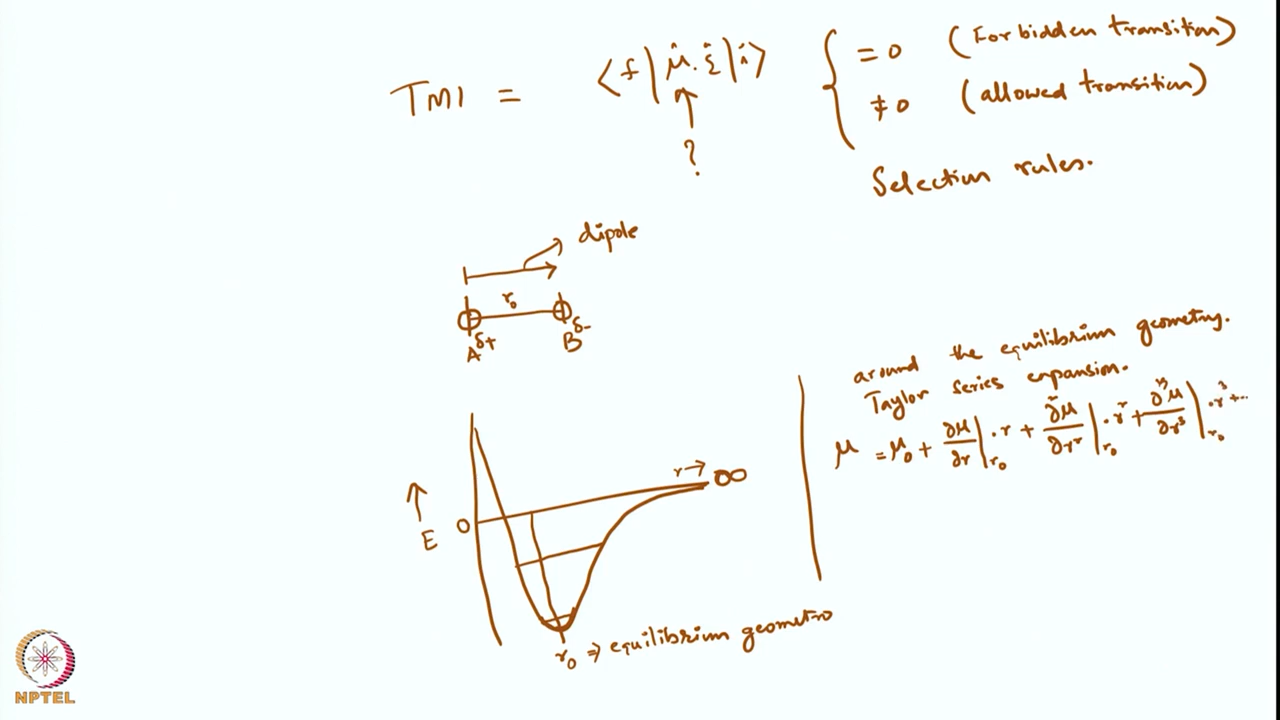 TMI = ⟨f|μ̂.ε̂|i⟩ { = 0 (Forbidden transition)
≠ 0 (allowed transition)
?
Selection rules.
dipole
r₀
A δ+
B δ-
around the equilibrium geometry.
Taylor series expansion.
μ = μ₀ + ∂μ/∂r|r₀ . r + ∂²μ/∂r²|r₀ . r² + ∂³μ/∂r³|r₀ . r³ + ...
r → ∞
↑ E
0
r₀ ⇒ equilibrium geometro
NPTEL